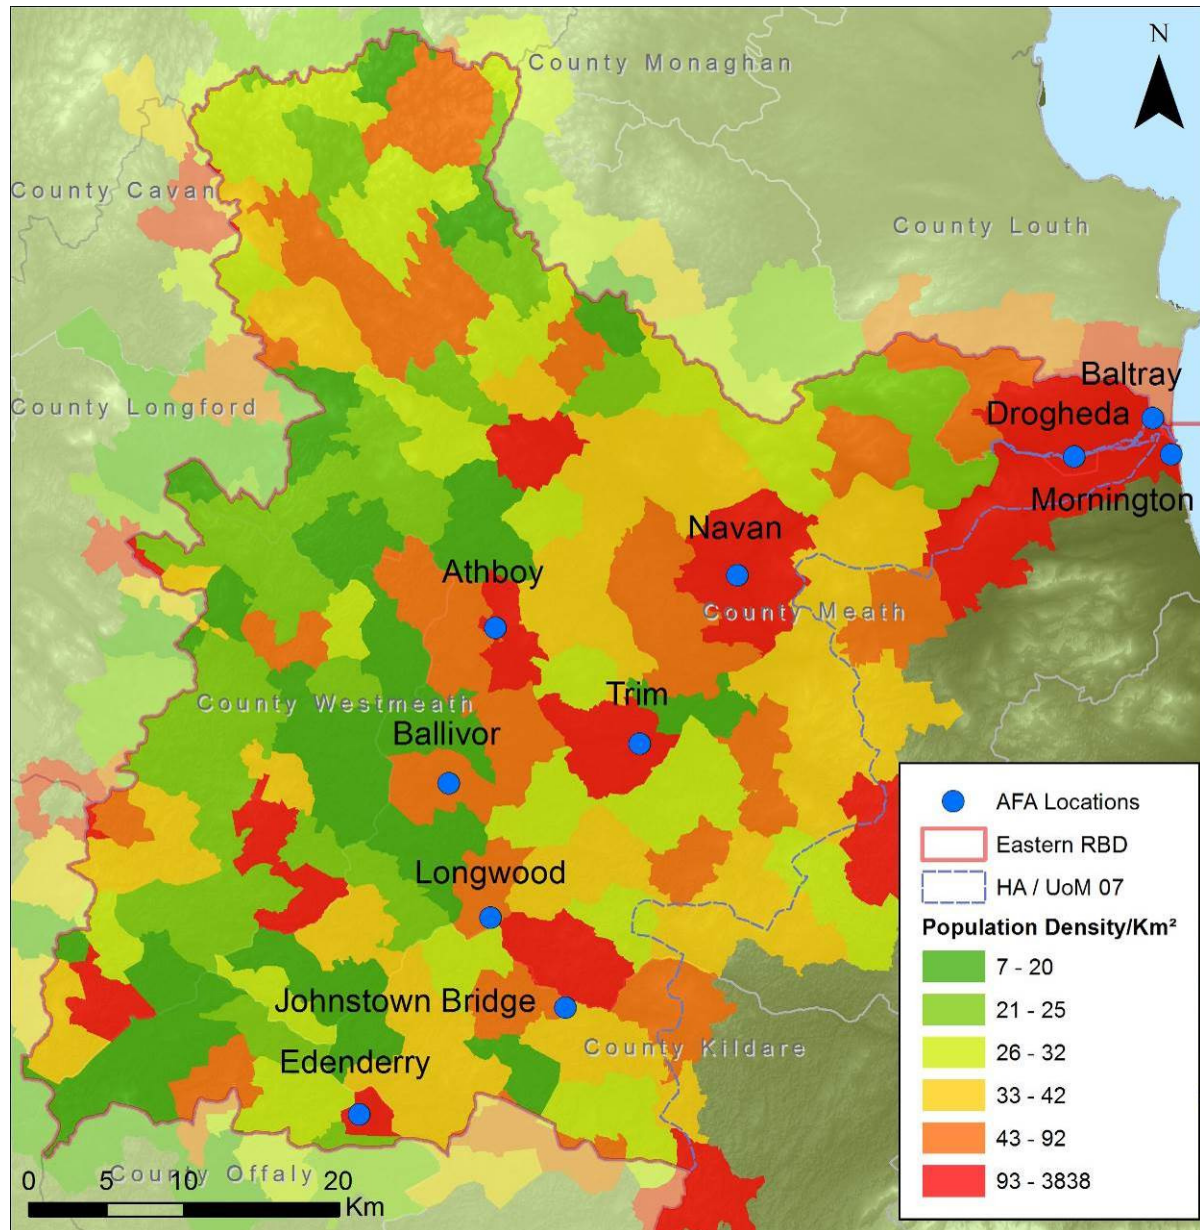 N
County Monaghan
County Cavan
County Louth
Baltray
County Longford
Drogheda
Mornington
Navan
Athboy
County Meath
Trim
County Westmeath
Ballivor
Longwood
Johnstown Bridge
County Kildare
Edenderry
County Offaly
0 5 10 20
Km
AFA Locations
Eastern RBD
HA / UoM 07
Population Density/Km²
7 - 20
21 - 25
26 - 32
33 - 42
43 - 92
93 - 3838